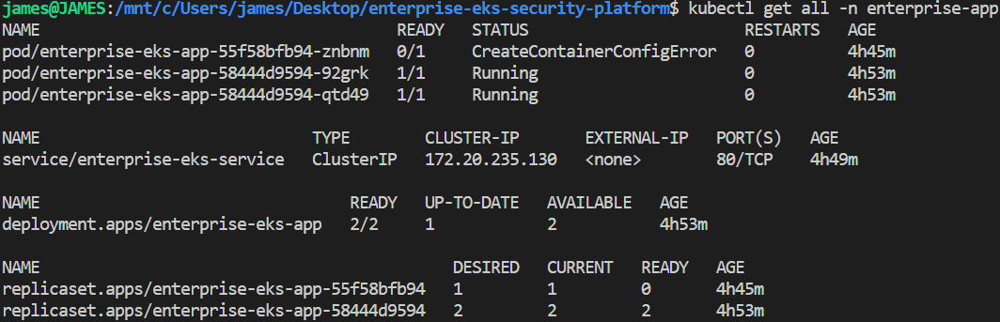 james@JAMES:/mnt/c/Users/james/Desktop/enterprise-eks-security-platform$ kubectl get all -n enterprise-app
NAME READY STATUS RESTARTS AGE
pod/enterprise-eks-app-55f58bfb94-znbnm 0/1 CreateContainerConfigError 0 4h45m
pod/enterprise-eks-app-58444d9594-92grk 1/1 Running 0 4h53m
pod/enterprise-eks-app-58444d9594-qtd49 1/1 Running 0 4h53m
NAME TYPE CLUSTER-IP EXTERNAL-IP PORT(S) AGE
service/enterprise-eks-service ClusterIP 172.20.235.130 <none> 80/TCP 4h49m
NAME READY UP-TO-DATE AVAILABLE AGE
deployment.apps/enterprise-eks-app 2/2 1 2 4h53m
NAME DESIRED CURRENT READY AGE
replicaset.apps/enterprise-eks-app-55f58bfb94 1 1 0 4h45m
replicaset.apps/enterprise-eks-app-58444d9594 2 2 2 4h53m